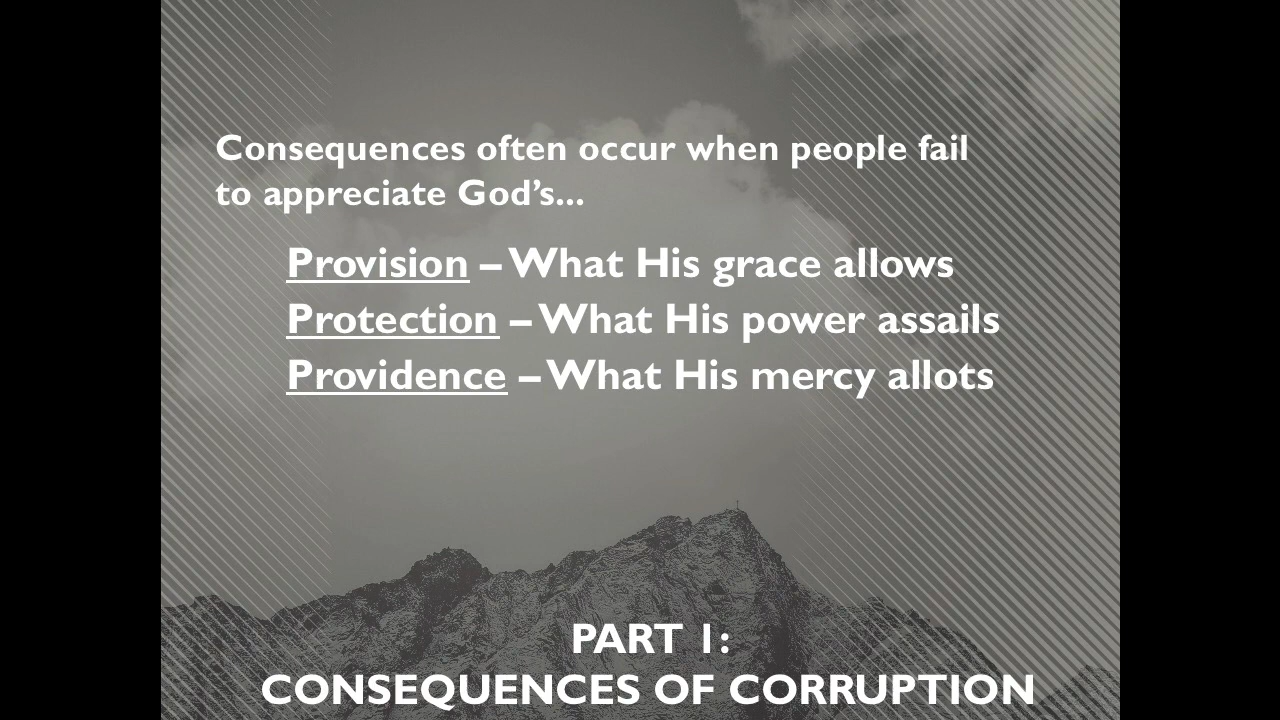 Consequences often occur when people fail
to appreciate God’s...
Provision – What His grace allows
Protection – What His power assails
Providence – What His mercy allots
PART 1:
CONSEQUENCES OF CORRUPTION